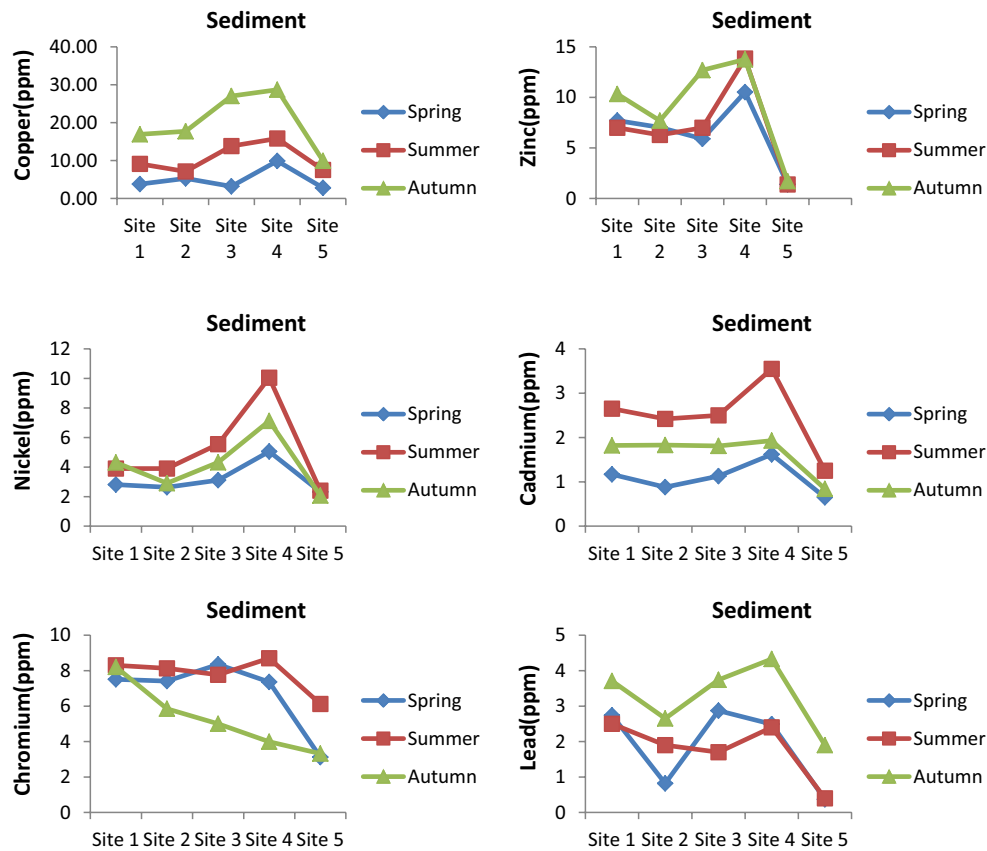 Sediment
Copper(ppm)
40.00
30.00
20.00
10.00
0.00
Site 1
Site 2
Site 3
Site 4
Site 5
Spring
Summer
Autumn
Sediment
Zinc(ppm)
15
10
5
0
Site 1
Site 2
Site 3
Site 4
Site 5
Spring
Summer
Autumn
Sediment
Nickel(ppm)
12
10
8
6
4
2
0
Site 1 Site 2 Site 3 Site 4 Site 5
Spring
Summer
Autumn
Sediment
Cadmium(ppm)
4
3
2
1
0
Site 1 Site 2 Site 3 Site 4 Site 5
Spring
Summer
Autumn
Sediment
Chromium(ppm)
10
8
6
4
2
0
Site 1 Site 2 Site 3 Site 4 Site 5
Spring
Summer
Autumn
Sediment
Lead(ppm)
5
4
3
2
1
0
Site 1 Site 2 Site 3 Site 4 Site 5
Spring
Summer
Autumn